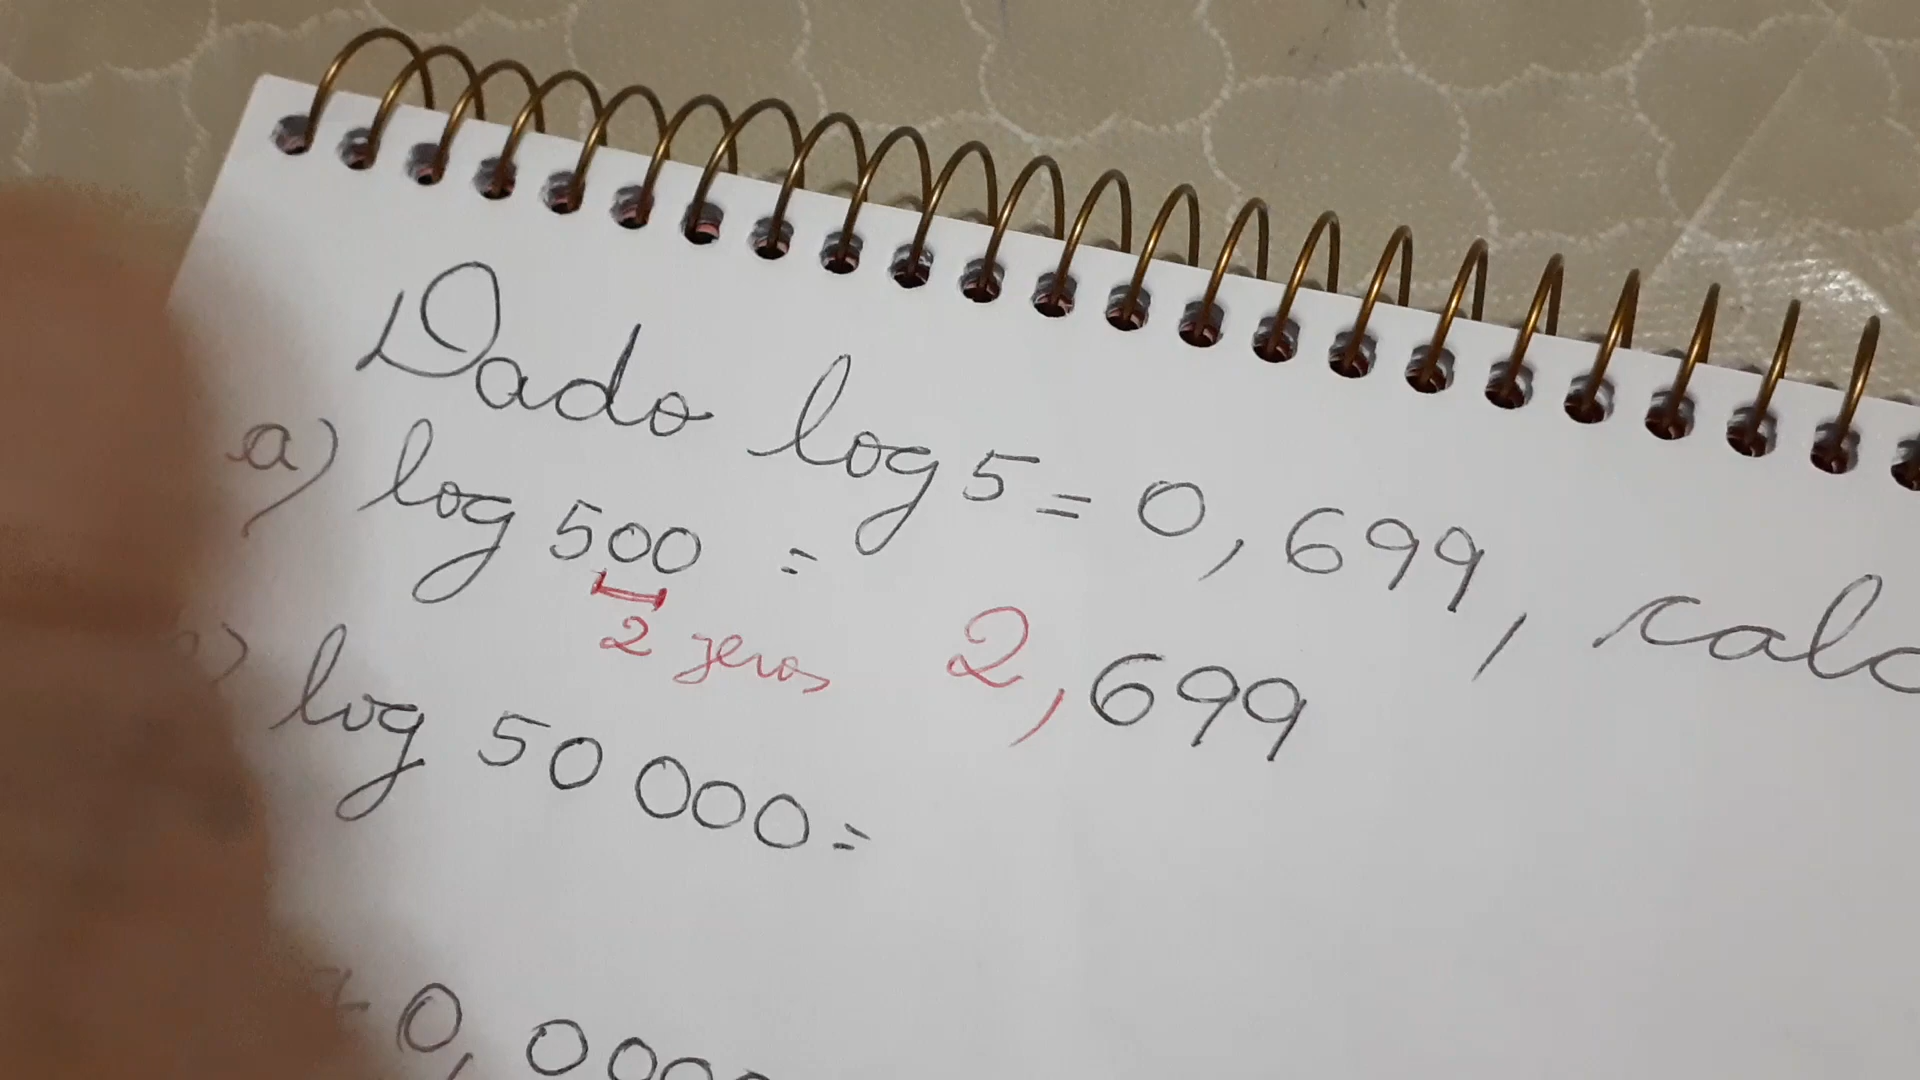 Dado log 5 = 0,699, calc
a) log 500 = 2,699
2 zeros
) log 50 000 =
0,000